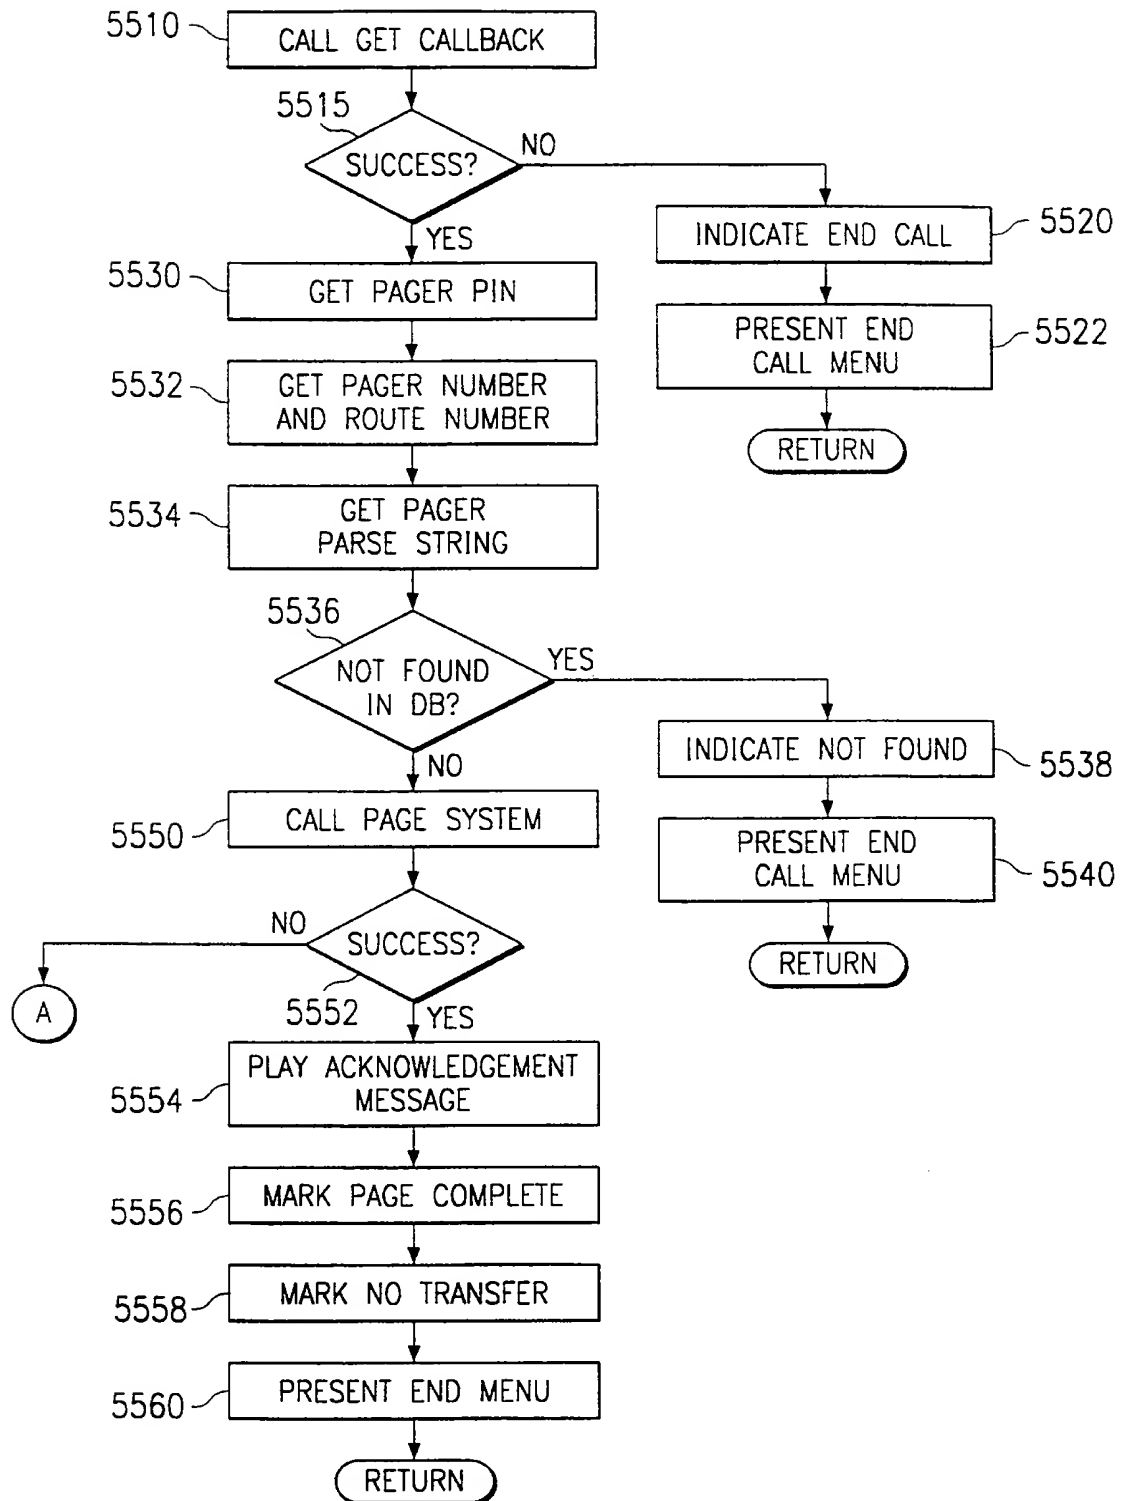 5510
CALL GET CALLBACK
5515
SUCCESS?
NO
YES
INDICATE END CALL
5520
5530
GET PAGER PIN
PRESENT END
CALL MENU
5522
5532
GET PAGER NUMBER
AND ROUTE NUMBER
RETURN
5534
GET PAGER
PARSE STRING
5536
NOT FOUND
IN DB?
YES
NO
INDICATE NOT FOUND
5538
5550
CALL PAGE SYSTEM
PRESENT END
CALL MENU
5540
NO
SUCCESS?
RETURN
A
5552
YES
5554
PLAY ACKNOWLEDGEMENT
MESSAGE
5556
MARK PAGE COMPLETE
5558
MARK NO TRANSFER
5560
PRESENT END MENU
RETURN